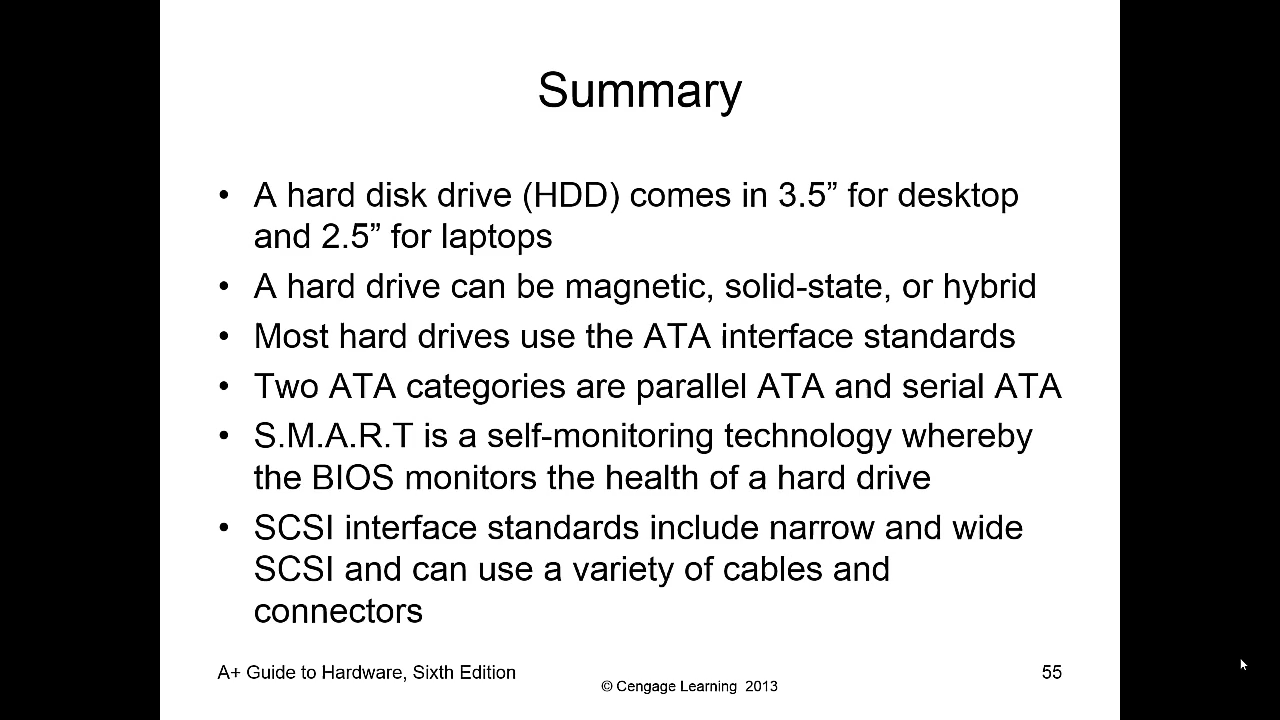 Summary
• A hard disk drive (HDD) comes in 3.5” for desktop
and 2.5” for laptops
• A hard drive can be magnetic, solid-state, or hybrid
• Most hard drives use the ATA interface standards
• Two ATA categories are parallel ATA and serial ATA
• S.M.A.R.T is a self-monitoring technology whereby
the BIOS monitors the health of a hard drive
• SCSI interface standards include narrow and wide
SCSI and can use a variety of cables and
connectors
A+ Guide to Hardware, Sixth Edition
© Cengage Learning 2013
55